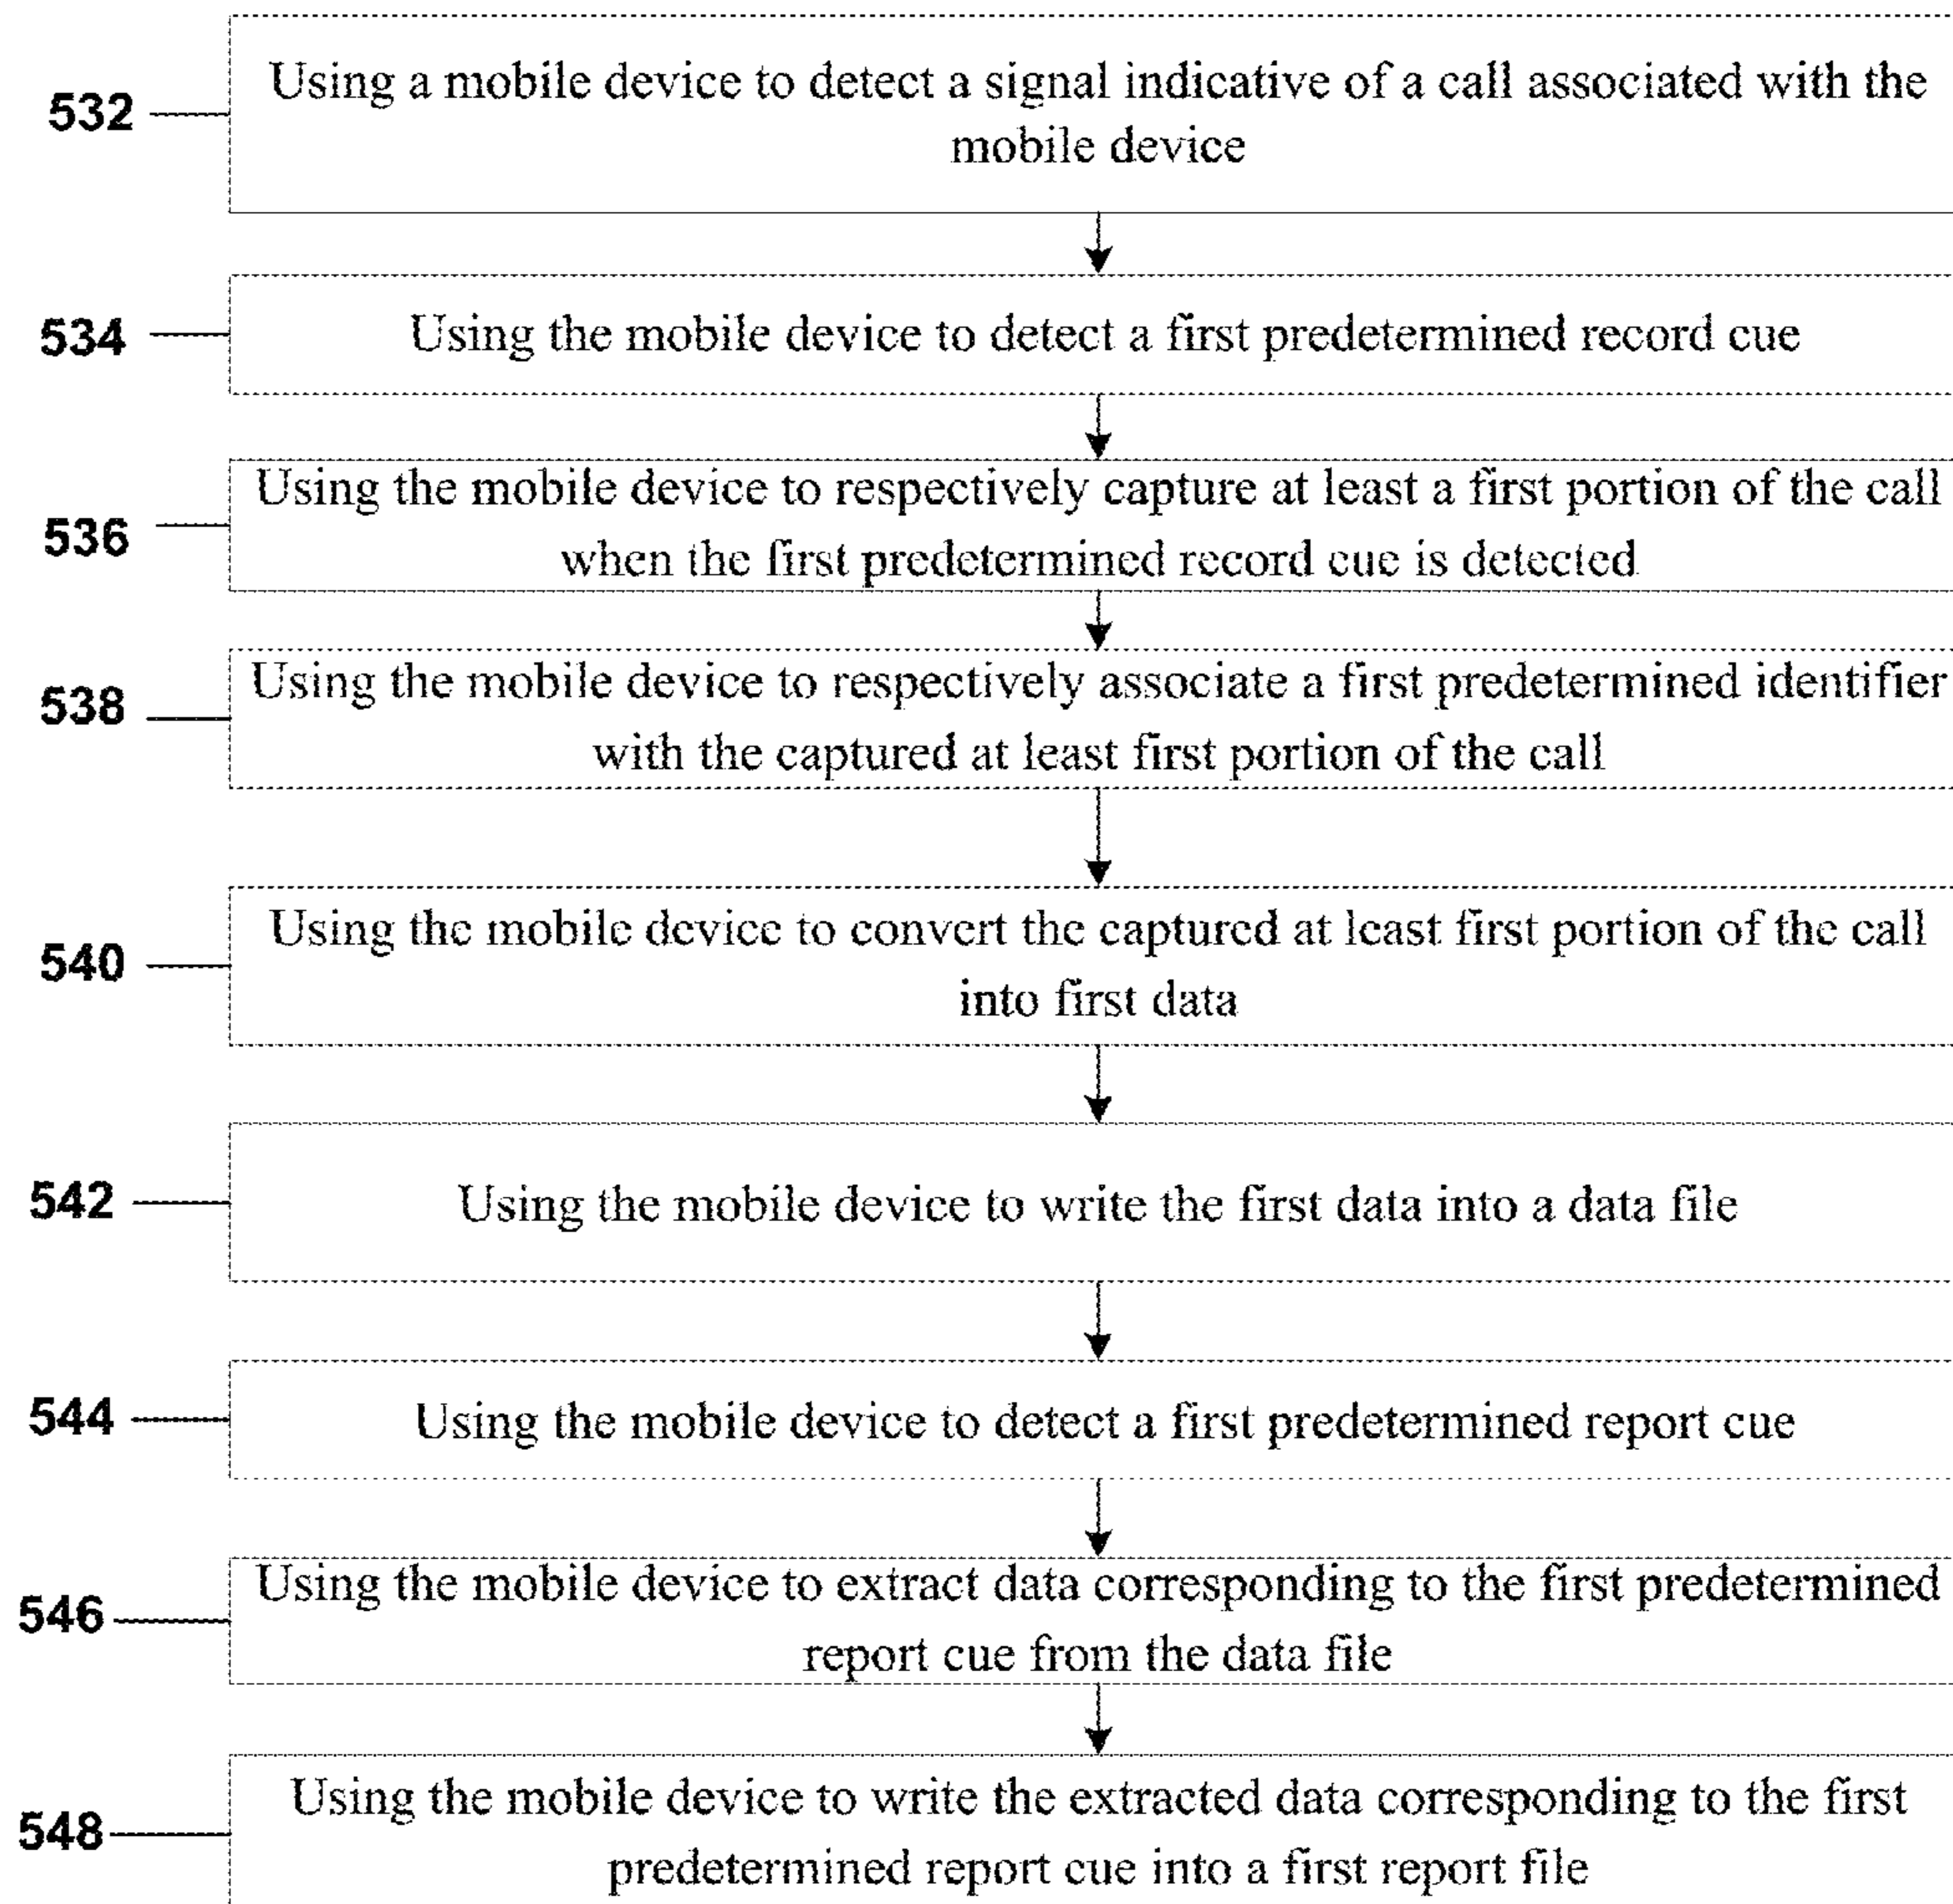 532
Using a mobile device to detect a signal indicative of a call associated with the
mobile device
534
Using the mobile device to detect a first predetermined record cue
536
Using the mobile device to respectively capture at least a first portion of the call
when the first predetermined record cue is detected
538
Using the mobile device to respectively associate a first predetermined identifier
with the captured at least first portion of the call
540
Using the mobile device to convert the captured at least first portion of the call
into first data
542
Using the mobile device to write the first data into a data file
544
Using the mobile device to detect a first predetermined report cue
546
Using the mobile device to extract data corresponding to the first predetermined
report cue from the data file
548
Using the mobile device to write the extracted data corresponding to the first
predetermined report cue into a first report file